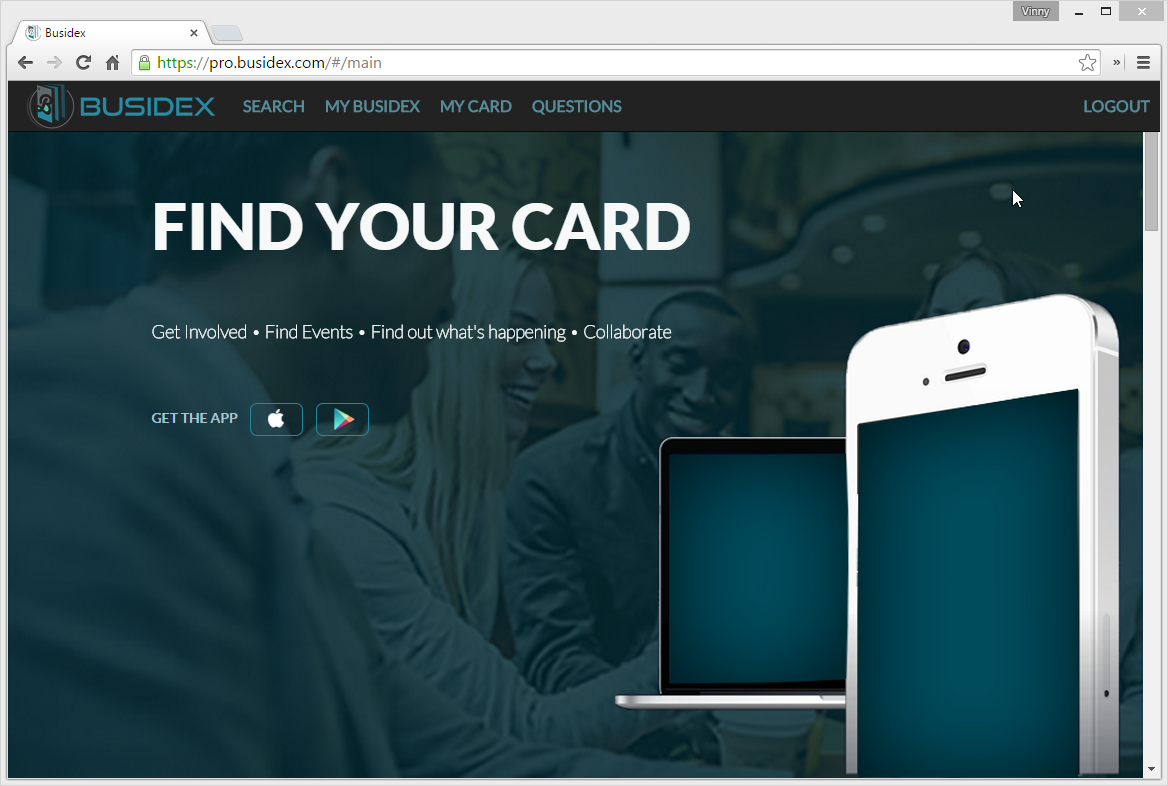 Vinny
Busidex
https://pro.busidex.com/#/main
BUSIDEX SEARCH MY BUSIDEX MY CARD QUESTIONS LOGOUT
FIND YOUR CARD
Get Involved • Find Events • Find out what's happening • Collaborate
GET THE APP